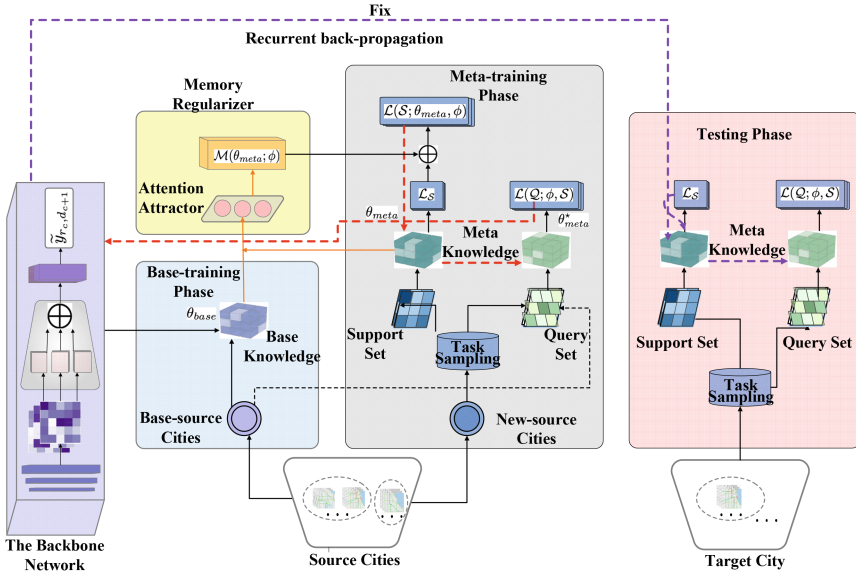 Fix
Recurrent back-propagation
Memory
Regularizer
Meta-training
Phase
L(S; θ_meta, ϕ)
M(θ_meta; ϕ)
Testing Phase
Attention
Attractor
L_S
L(Q; ϕ, S)
L_S
L(Q; ϕ, S)
ỹ_{r_c}, d_{c+1}
θ_meta
θ*_meta
Meta
Knowledge
Meta
Knowledge
Base-training
Phase
θ_base
Base
Knowledge
Support
Set
Task
Sampling
Query
Set
Support Set
Query Set
Task
Sampling
Base-source
Cities
New-source
Cities
...
...
...
... ...
The Backbone
Network
Source Cities
Target City